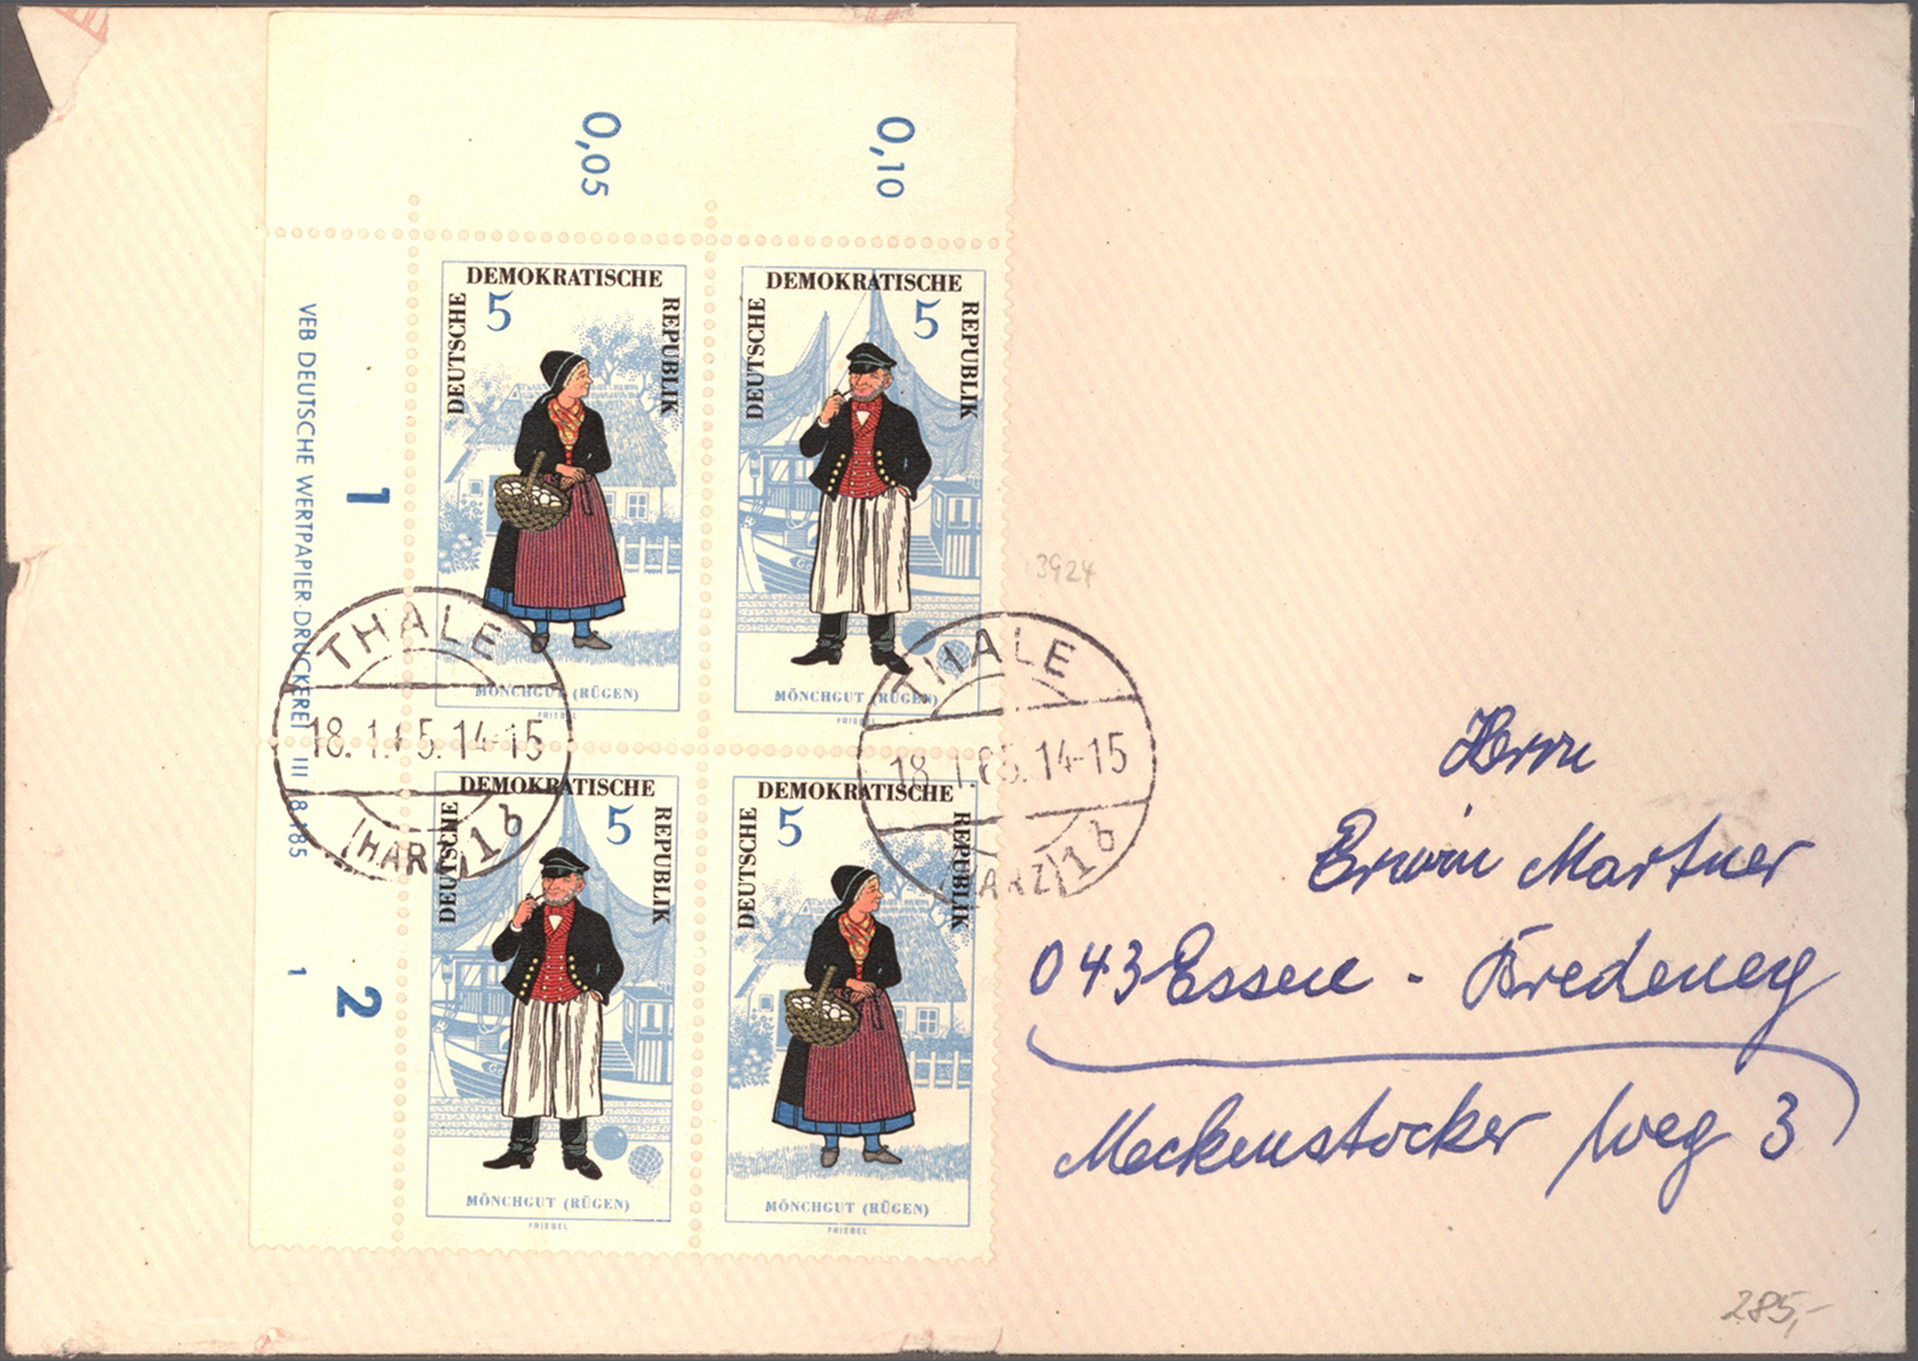 0,05
0,10
VEB DEUTSCHE WERTPAPIER-DRUCKEREI III 18 185
1
1
2
DEUTSCHE DEMOKRATISCHE REPUBLIK
5
MÖNCHGUT (RÜGEN)
FRIEBEL
DEUTSCHE DEMOKRATISCHE REPUBLIK
5
MÖNCHGUT (RÜGEN)
FRIEBEL
DEUTSCHE DEMOKRATISCHE REPUBLIK
5
MÖNCHGUT (RÜGEN)
FRIEBEL
DEUTSCHE DEMOKRATISCHE REPUBLIK
5
MÖNCHGUT (RÜGEN)
FRIEBEL
THALE
18. 1. 5. 14-15
(HARZ) 1 b
THALE
18. 1. 65. 14-15
(HARZ) 1 b
3924
Herrn
Erwin Martner
043 Essen - Bredeney
Meckenstocker Weg 3
285,-